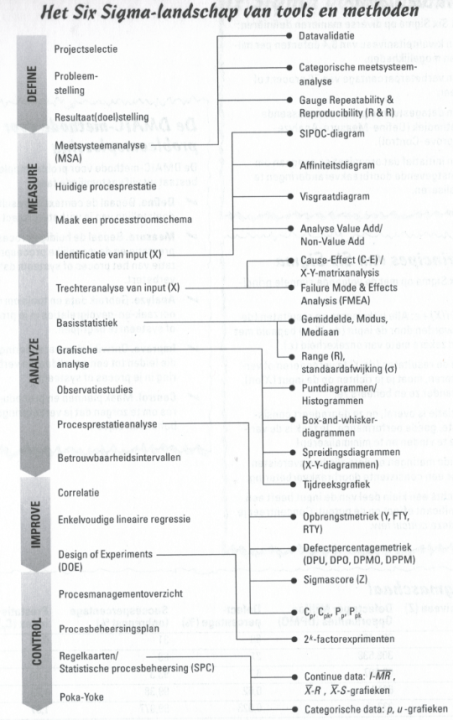 Het Six Sigma-landschap van tools en methoden
DEFINE
Projectselectie
Probleem-
stelling
Resultaat(doel)stelling
MEASURE
Meetsysteemanalyse
(MSA)
Huidige procesprestatie
Maak een processtroomschema
Identificatie van input (X)
ANALYZE
Trechteranalyse van input (X)
Basisstatistiek
Grafische
analyse
Observatiestudies
Procesprestatieanalyse
Betrouwbaarheidsintervallen
IMPROVE
Correlatie
Enkelvoudige lineaire regressie
Design of Experiments
(DOE)
CONTROL
Procesmanagementoverzicht
Procesbeheersingsplan
Regelkaarten/
Statistische procesbeheersing (SPC)
Poka-Yoke
Datavalidatie
Categorische meetsysteem-
analyse
Gauge Repeatability &
Reproducibility (R & R)
SIPOC-diagram
Affiniteitsdiagram
Visgraatdiagram
Analyse Value Add/
Non-Value Add
Cause-Effect (C-E) /
X-Y-matrixanalysis
Failure Mode & Effects
Analysis (FMEA)
Gemiddelde, Modus,
Mediaan
Range (R),
standaardafwijking (σ)
Puntdiagrammen/
Histogrammen
Box-and-whisker-
diagrammen
Spreidingsdiagrammen
(X-Y-diagrammen)
Tijdreeksgrafiek
Opbrengstmetriek (Y, FTY,
RTY)
Defectpercentagemetriek
(DPU, DPO, DPMO, DPPM)
Sigmascore (Z)
Cₚ, Cₚₖ, Pₚ, Pₚₖ
2ᵏ-factorexprimenten
Continue data: I-M̅R̅ ,
X̅-R , X̅-S-grafieken
Categorische data: p, u -grafieken